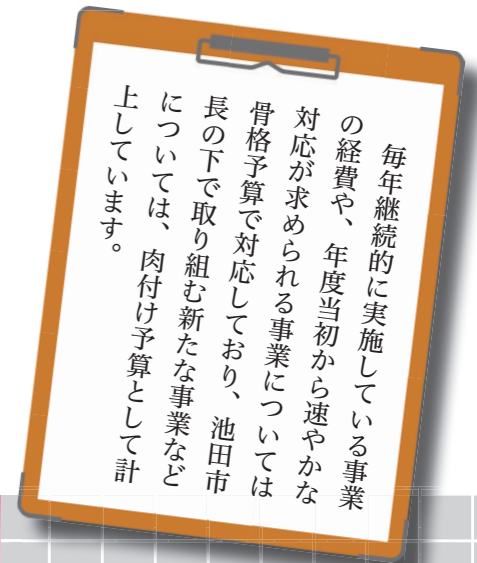 毎年継続的に実施している事業
の経費や、年度当初から速やかな
対応が求められる事業については
骨格予算で対応しており、池田市
長の下で取り組む新たな事業など
については、肉付け予算として計
上しています。